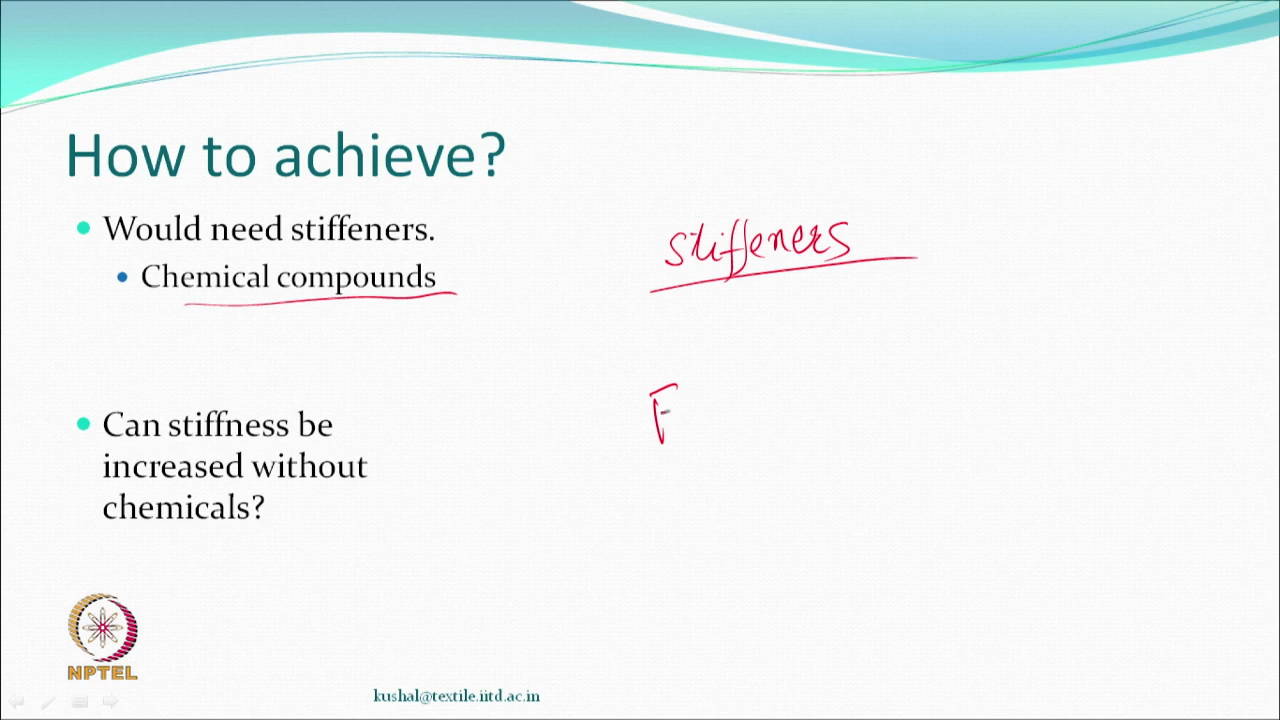 How to achieve?
Would need stiffeners.
Chemical compounds
stiffeners
F
Can stiffness be
increased without
chemicals?
NPTEL
kushal@textile.iitd.ac.in